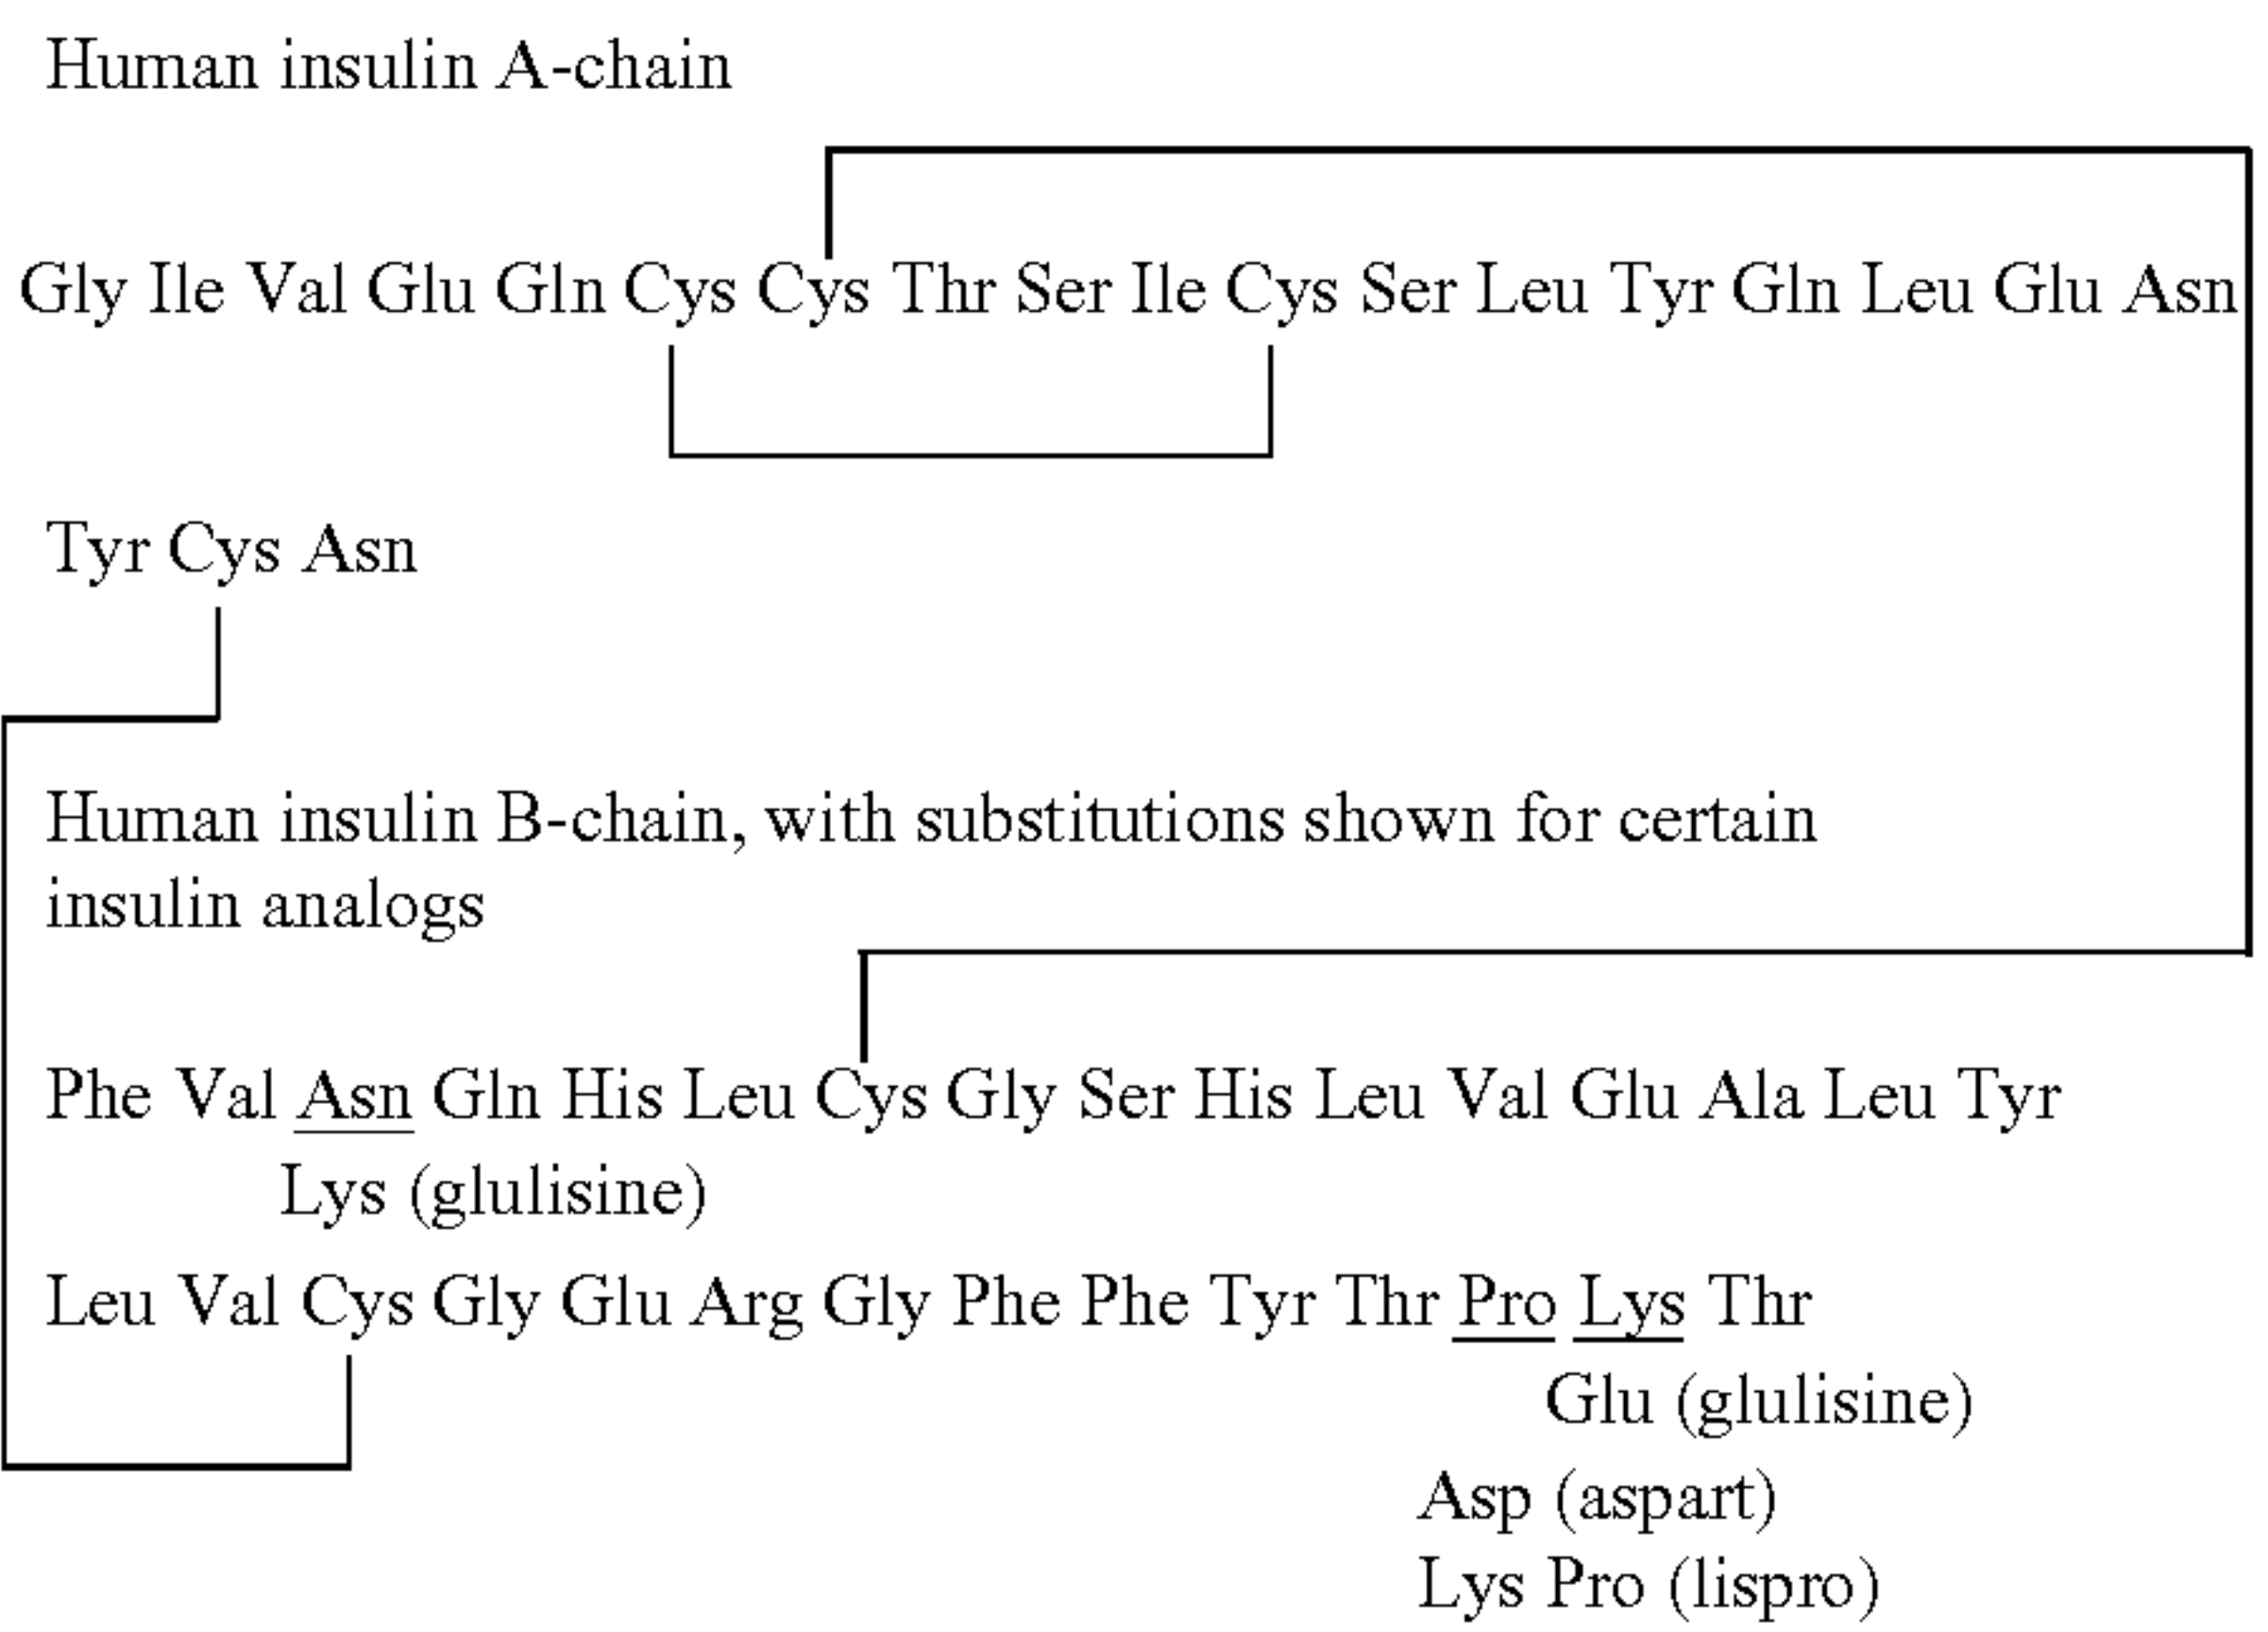 Human insulin A-chain
Gly Ile Val Glu Gln Cys Cys Thr Ser Ile Cys Ser Leu Tyr Gln Leu Glu Asn
Tyr Cys Asn
Human insulin B-chain, with substitutions shown for certain
insulin analogs
Phe Val Asn Gln His Leu Cys Gly Ser His Leu Val Glu Ala Leu Tyr
Lys (glulisine)
Leu Val Cys Gly Glu Arg Gly Phe Phe Tyr Thr Pro Lys Thr
Glu (glulisine)
Asp (aspart)
Lys Pro (lispro)